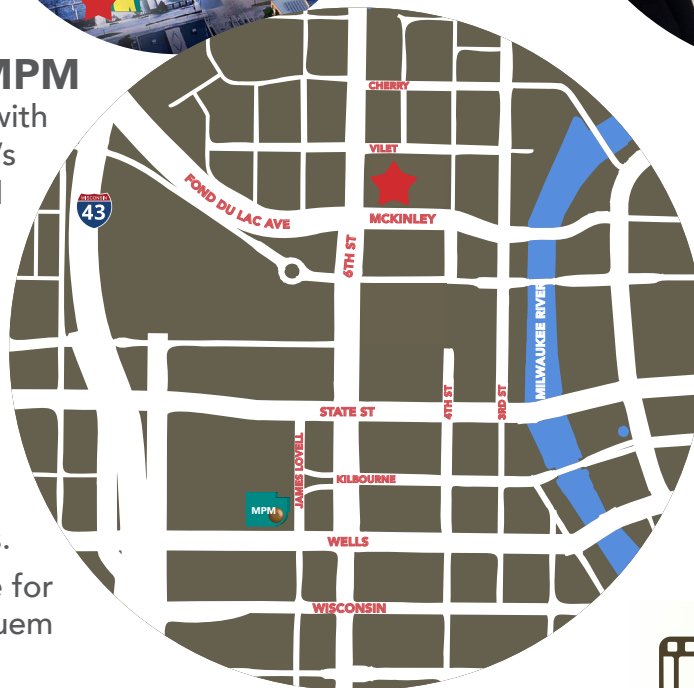 MPM
with
's
CHERRY
VILET
WISCONSIN
43
FOND DU LAC AVE
MCKINLEY
6TH ST
MILWAUKEE RIVER
STATE ST
4TH ST
3RD ST
JAMES LOVELL
KILBOURNE
MPM
WELLS
s.
e for
WISCONSIN
uem